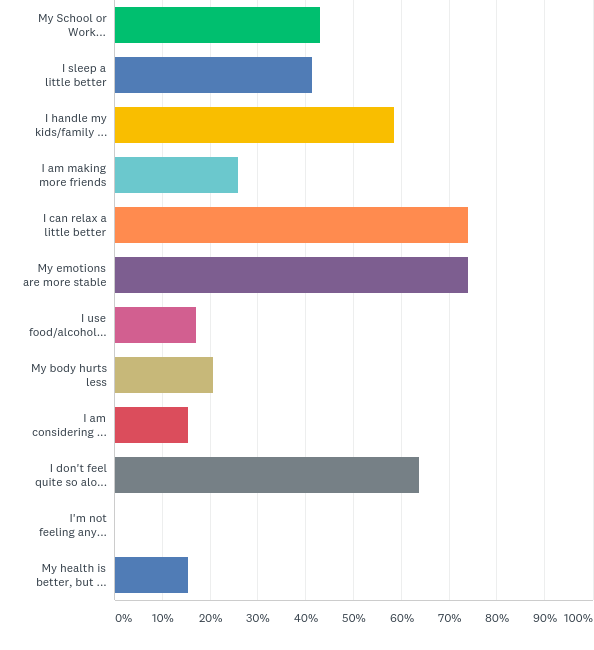 My School or
Work...
I sleep a
little better
I handle my
kids/family ...
I am making
more friends
I can relax a
little better
My emotions
are more stable
I use
food/alcohol...
My body hurts
less
I am
considering ...
I don't feel
quite so alo...
I'm not
feeling any...
My health is
better, but ...
0% 10% 20% 30% 40% 50% 60% 70% 80% 90% 100%